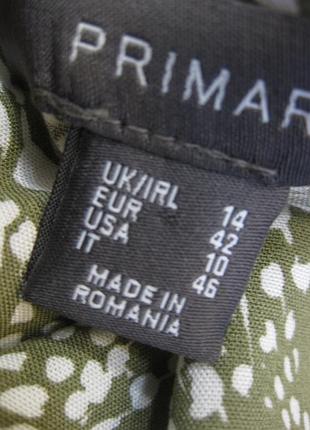 PRIMAR
UK/IRL 14
EUR 42
USA 10
IT 46
MADE IN
ROMANIA